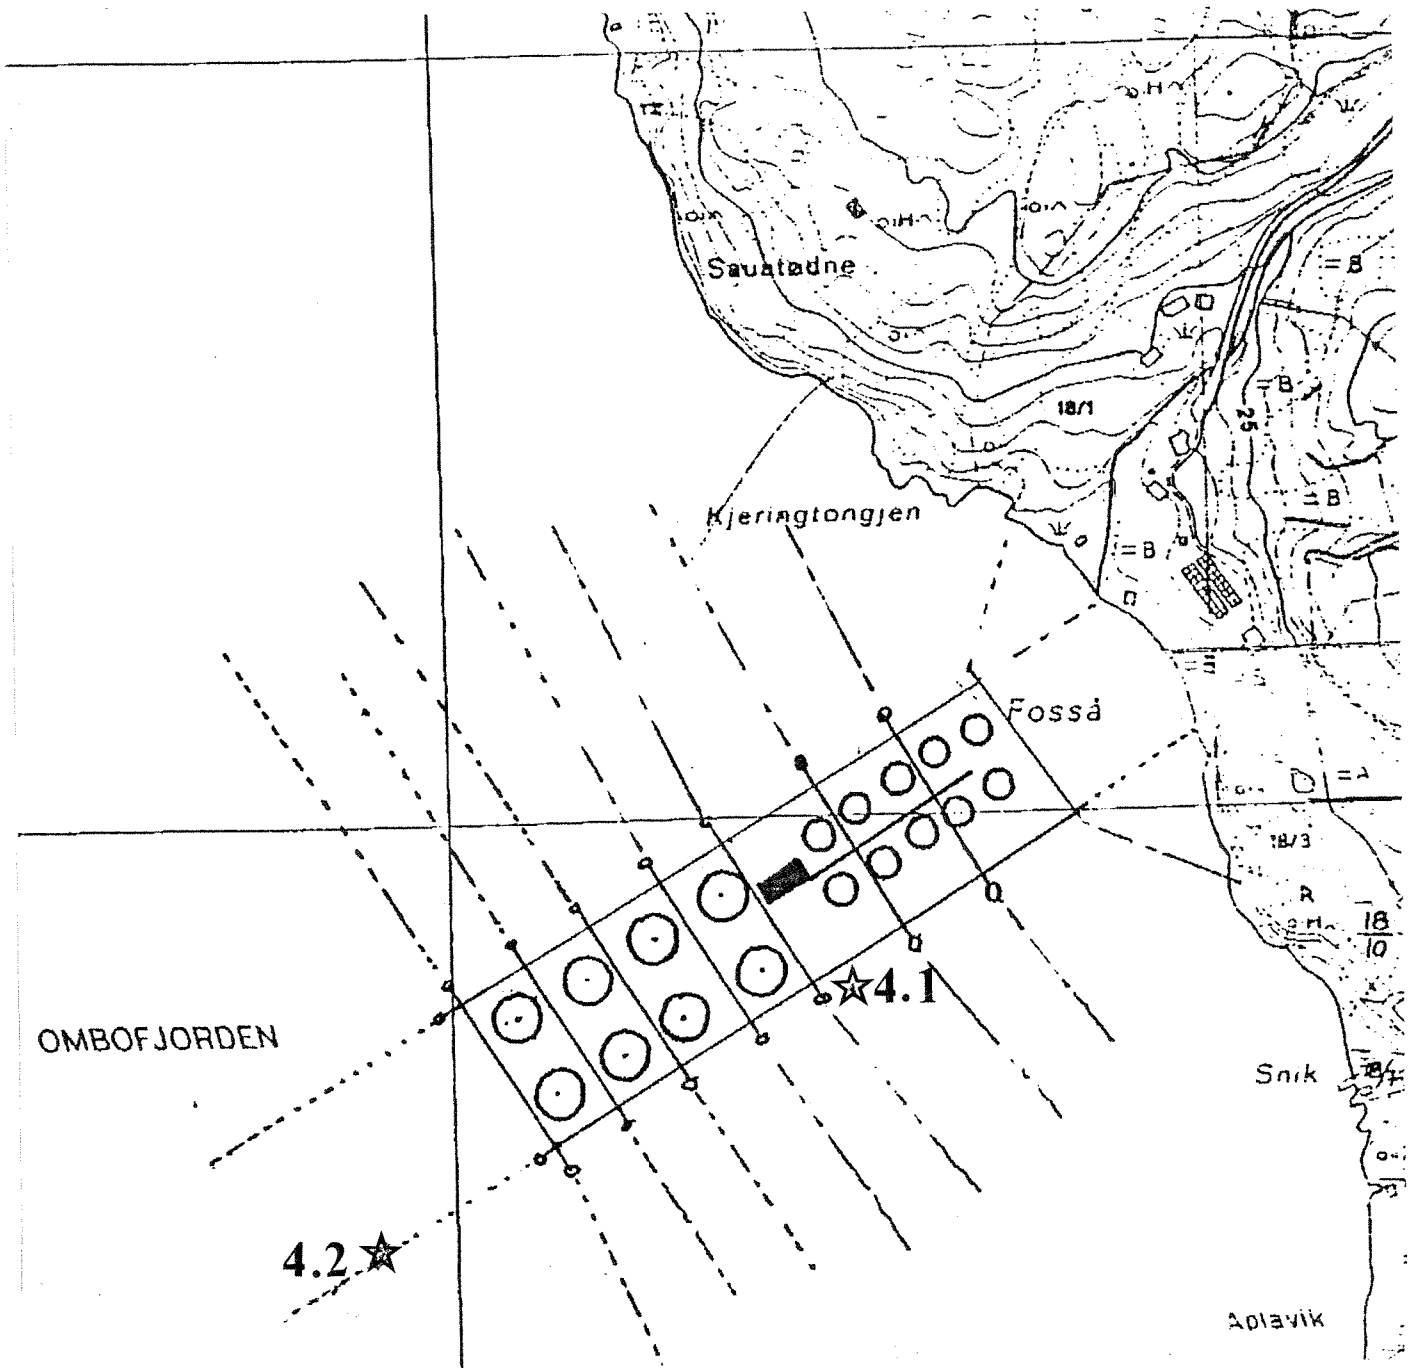 Sauatødne
18/1
25
= B
= B
= B
Kjeringtongjen
= B
Fosså
= A
18/3
R
18
10
4.1
OMBOFJORDEN
Snik
4.2
Aplavik